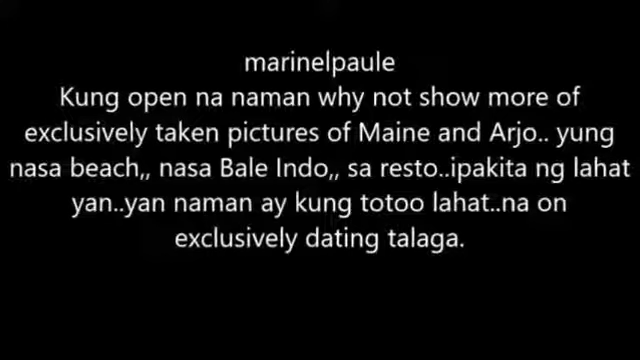 marinelpaule
Kung open na naman why not show more of
exclusively taken pictures of Maine and Arjo.. yung
nasa beach,, nasa Bale Indo,, sa resto..ipakita ng lahat
yan..yan naman ay kung totoo lahat..na on
exclusively dating talaga.